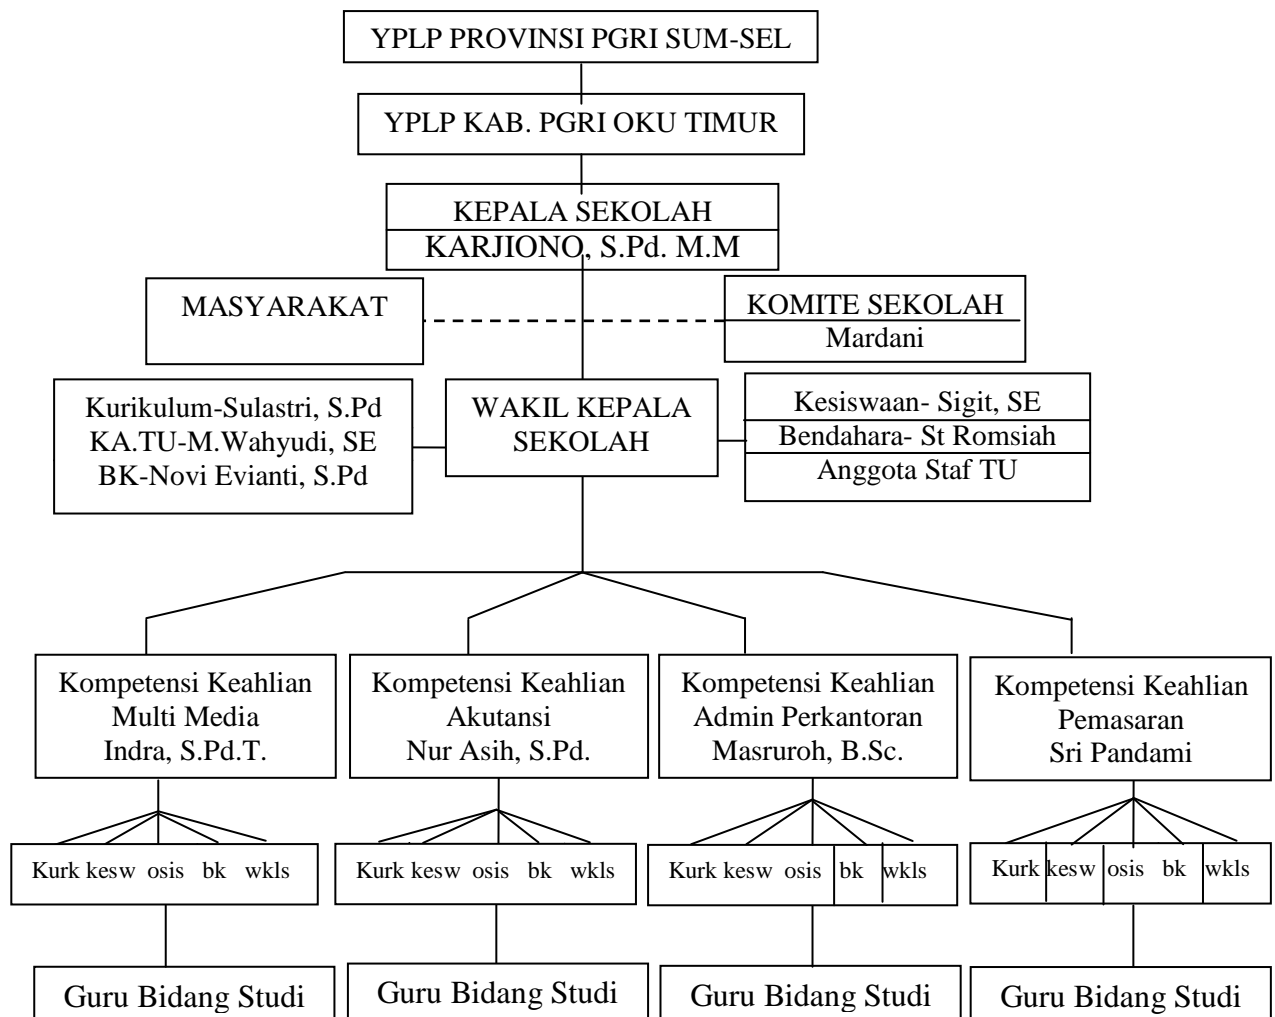 YPLP PROVINSI PGRI SUM-SEL
YPLP KAB. PGRI OKU TIMUR
KEPALA SEKOLAH
KARJIONO, S.Pd. M.M
MASYARAKAT
KOMITE SEKOLAH
Mardani
Kurikulum-Sulastri, S.Pd
KA.TU-M.Wahyudi, SE
BK-Novi Evianti, S.Pd
WAKIL KEPALA
SEKOLAH
Kesiswaan- Sigit, SE
Bendahara- St Romsiah
Anggota Staf TU
Kompetensi Keahlian
Multi Media
Indra, S.Pd.T.
Kompetensi Keahlian
Akutansi
Nur Asih, S.Pd.
Kompetensi Keahlian
Admin Perkantoran
Masruroh, B.Sc.
Kompetensi Keahlian
Pemasaran
Sri Pandami
Kurk kesw osis bk wkls
Kurk kesw osis bk wkls
Kurk kesw osis bk wkls
Kurk kesw osis bk wkls
Guru Bidang Studi
Guru Bidang Studi
Guru Bidang Studi
Guru Bidang Studi